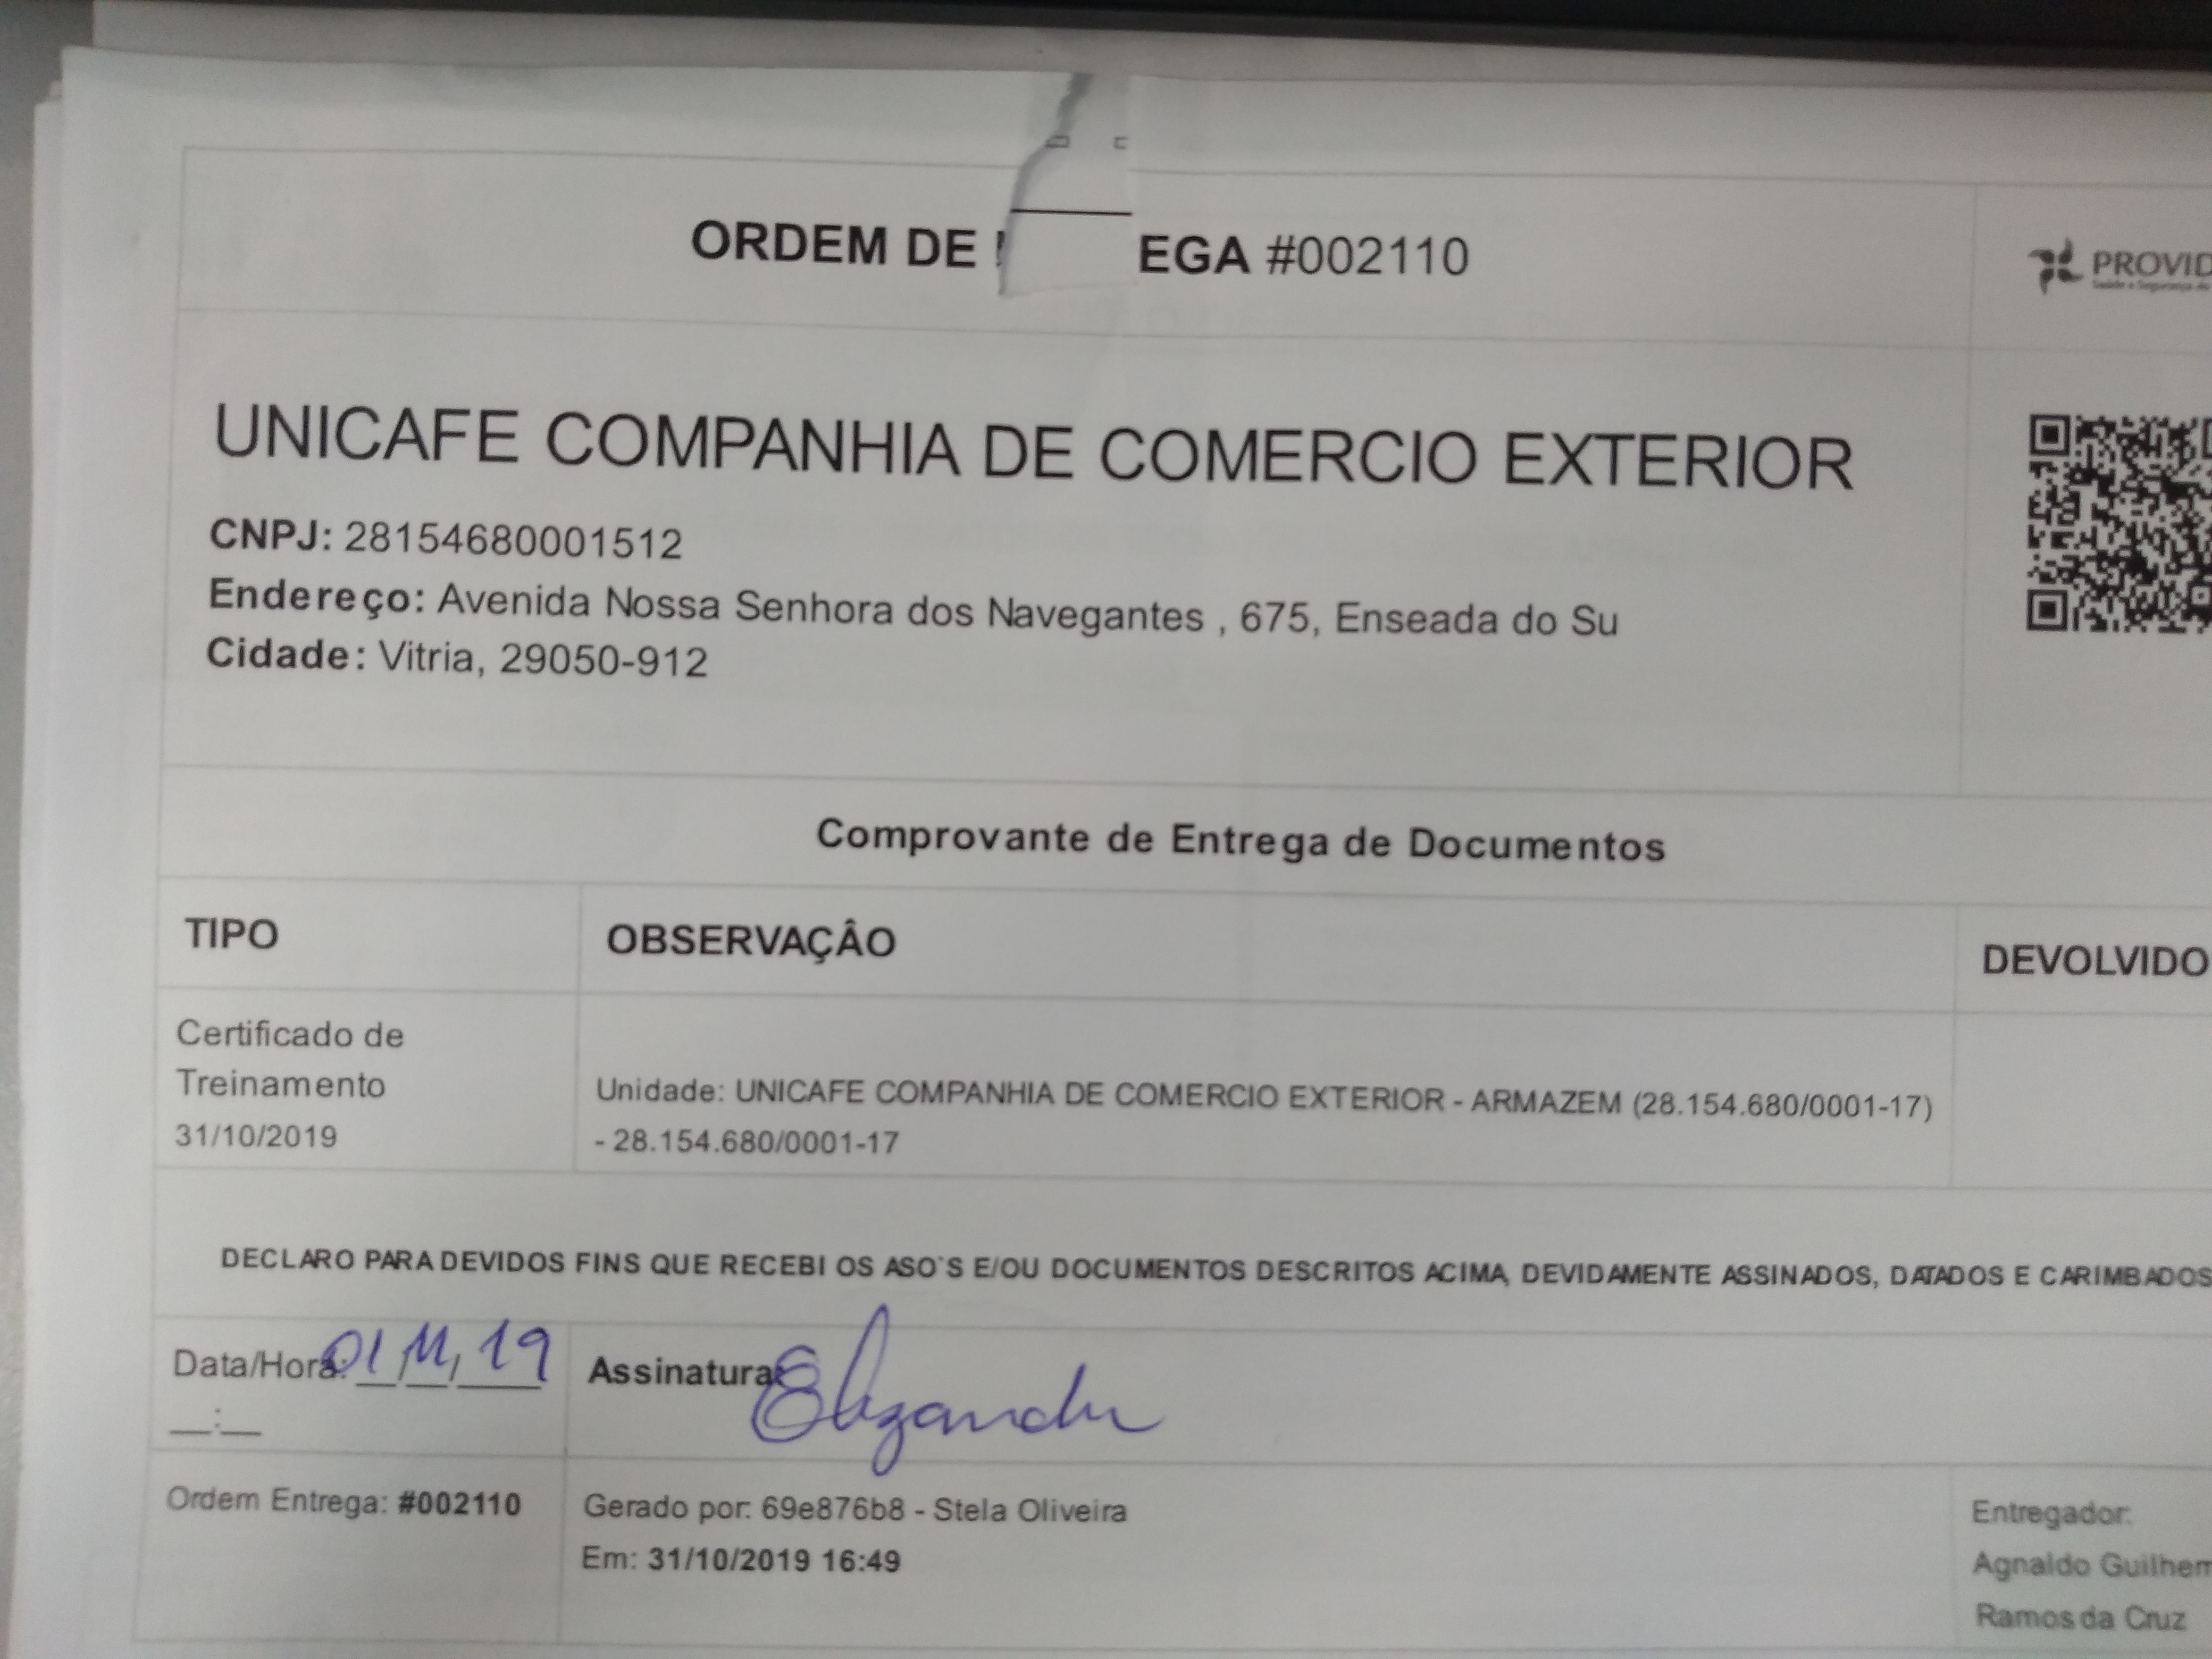 ORDEM DE EGA #002110
PROVID
UNICAFE COMPANHIA DE COMERCIO EXTERIOR
CNPJ: 28154680001512
Endereço: Avenida Nossa Senhora dos Navegantes , 675, Enseada do Su
Cidade: Vitria, 29050-912
Comprovante de Entrega de Documentos
TIPO OBSERVAÇÂO DEVOLVIDO
Certificado de
Treinamento
31/10/2019
Unidade: UNICAFE COMPANHIA DE COMERCIO EXTERIOR - ARMAZEM (28.154.680/0001-17)
- 28.154.680/0001-17
DECLARO PARA DEVIDOS FINS QUE RECEBI OS ASO`S E/OU DOCUMENTOS DESCRITOS ACIMA, DEVIDAMENTE ASSINADOS, DATADOS E CARIMBADOS
Data/Hora: 01/11/19
__:__
Assinatura:
Ordem Entrega: #002110
Gerado por: 69e876b8 - Stela Oliveira
Em: 31/10/2019 16:49
Entregador:
Agnaldo Guilherm
Ramos da Cruz